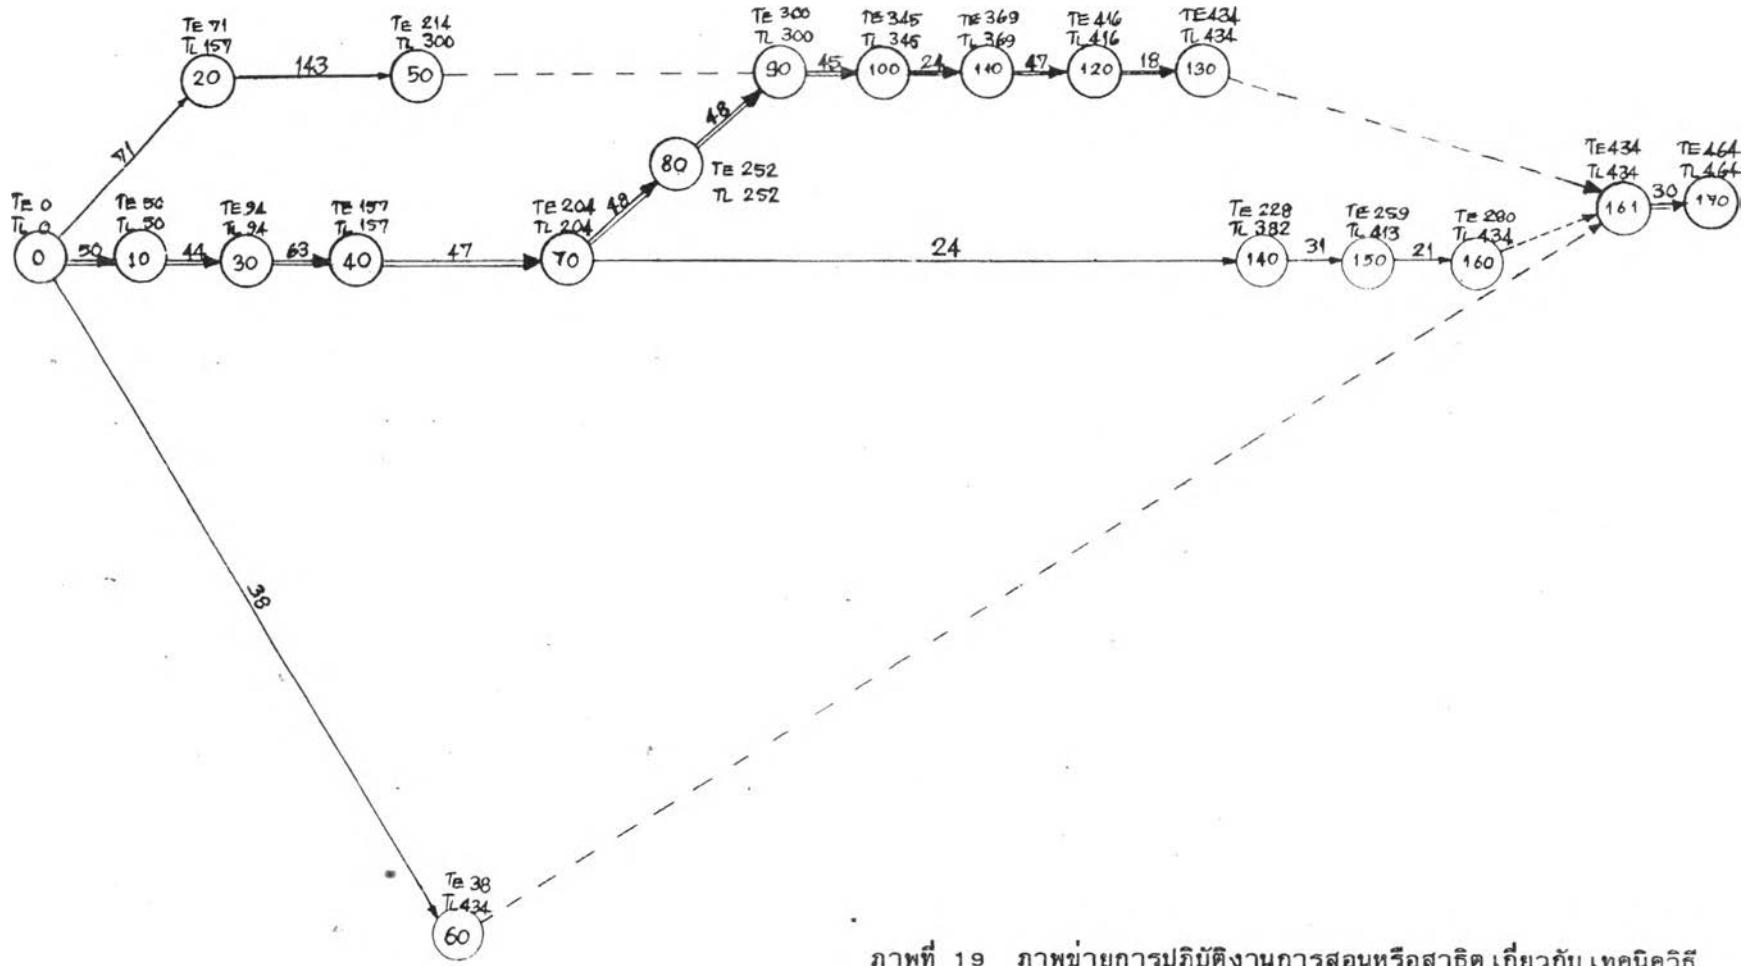 TE 71
TL 157
20
143
TE 214
TL 300
50
TE 300
TL 300
90
45
TE 345
TL 345
100
24
TE 369
TL 369
110
47
TE 416
TL 416
120
18
TE 434
TL 434
130
71
48
80
TE 252
TL 252
48
TE 434
TL 434
161
30
TE 464
TL 464
170
TE 0
TL 0
0
50
TE 50
TL 50
10
44
TE 94
TL 94
30
63
TE 157
TL 157
40
47
TE 204
TL 204
70
24
TE 228
TL 382
140
31
TE 259
TL 413
150
21
TE 280
TL 434
160
38
TE 38
TL 434
60
ภาพที่ 19 ภาพข่ายการปฏิบัติงานการสอนหรือสาธิต เกี่ยวกับ เทคนิควิธี